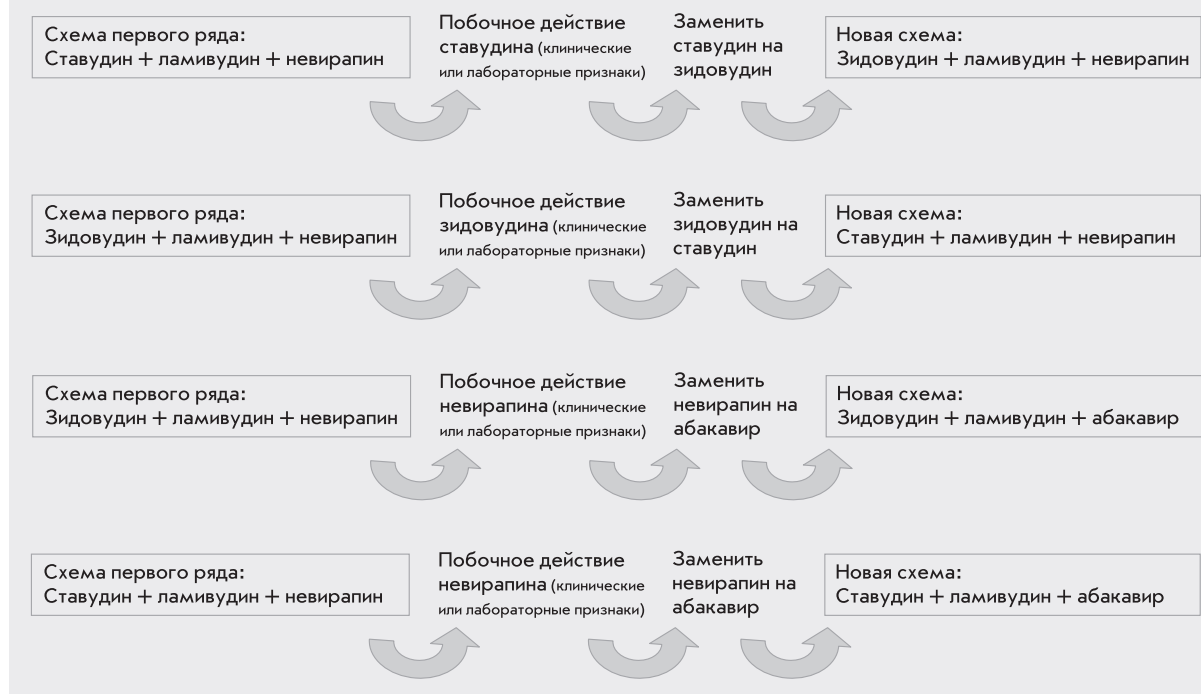 Схема первого ряда:
Ставудин + ламивудин + невирапин
Побочное действие
ставудина (клинические
или лабораторные признаки)
Заменить
ставудин на
зидовудин
Новая схема:
Зидовудин + ламивудин + невирапин
Схема первого ряда:
Зидовудин + ламивудин + невирапин
Побочное действие
зидовудина (клинические
или лабораторные признаки)
Заменить
зидовудин на
ставудин
Новая схема:
Ставудин + ламивудин + невирапин
Схема первого ряда:
Зидовудин + ламивудин + невирапин
Побочное действие
невирапина (клинические
или лабораторные признаки)
Заменить
невирапин на
абакавир
Новая схема:
Зидовудин + ламивудин + абакавир
Схема первого ряда:
Ставудин + ламивудин + невирапин
Побочное действие
невирапина (клинические
или лабораторные признаки)
Заменить
невирапин на
абакавир
Новая схема:
Ставудин + ламивудин + абакавир